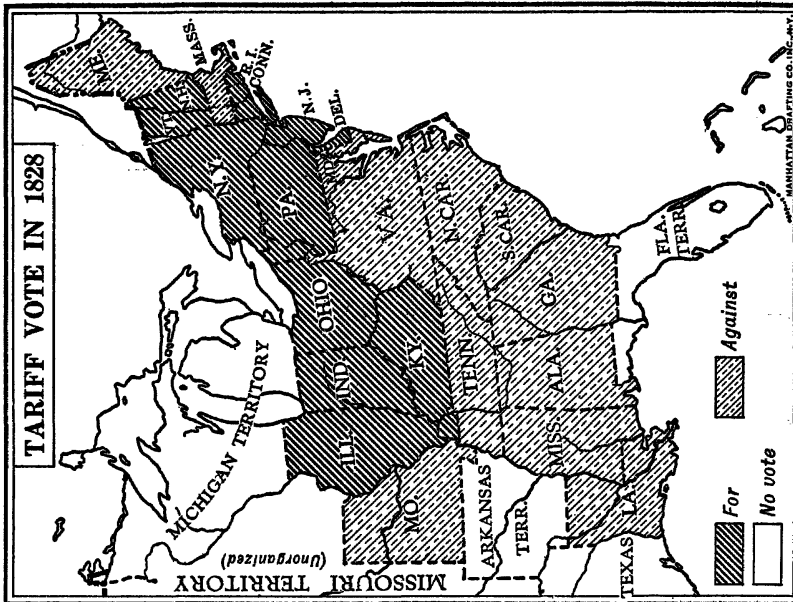 TARIFF VOTE IN 1828
ME.
VT.
N.H.
MASS.
R.I.
CONN.
N.Y.
N.J.
PA.
DEL.
MD.
MICHIGAN TERRITORY
OHIO
IND.
ILL.
VA.
KY.
N. CAR.
TENN.
S. CAR.
MISSOURI TERRITORY
(Unorganized)
MO.
ARKANSAS
TERR.
MISS.
ALA.
GA.
LA.
TEXAS
FLA.
TERR.
For
Against
No vote
MANHATTAN DRAFTING CO., INC., N.Y.